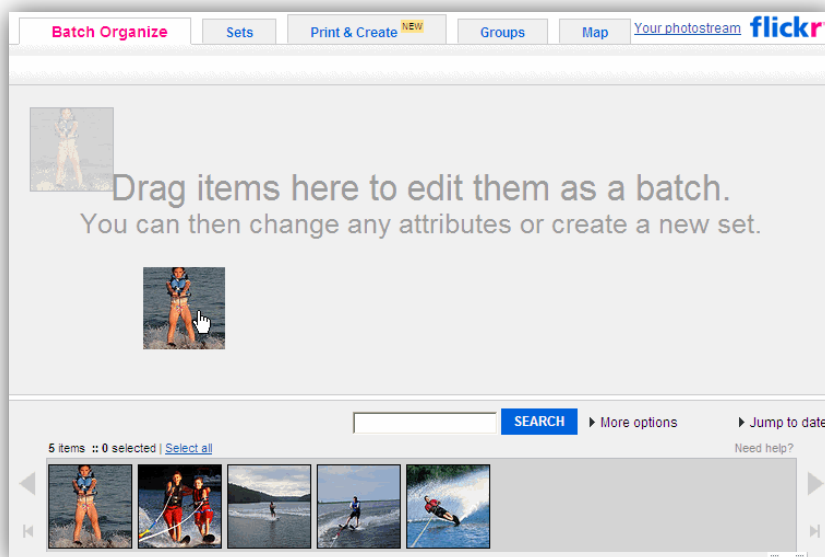 Batch Organize
Sets
Print & Create NEW
Groups
Map
Your photostream
flickr
Drag items here to edit them as a batch.
You can then change any attributes or create a new set.
SEARCH
More options
Jump to date
5 items :: 0 selected | Select all
Need help?